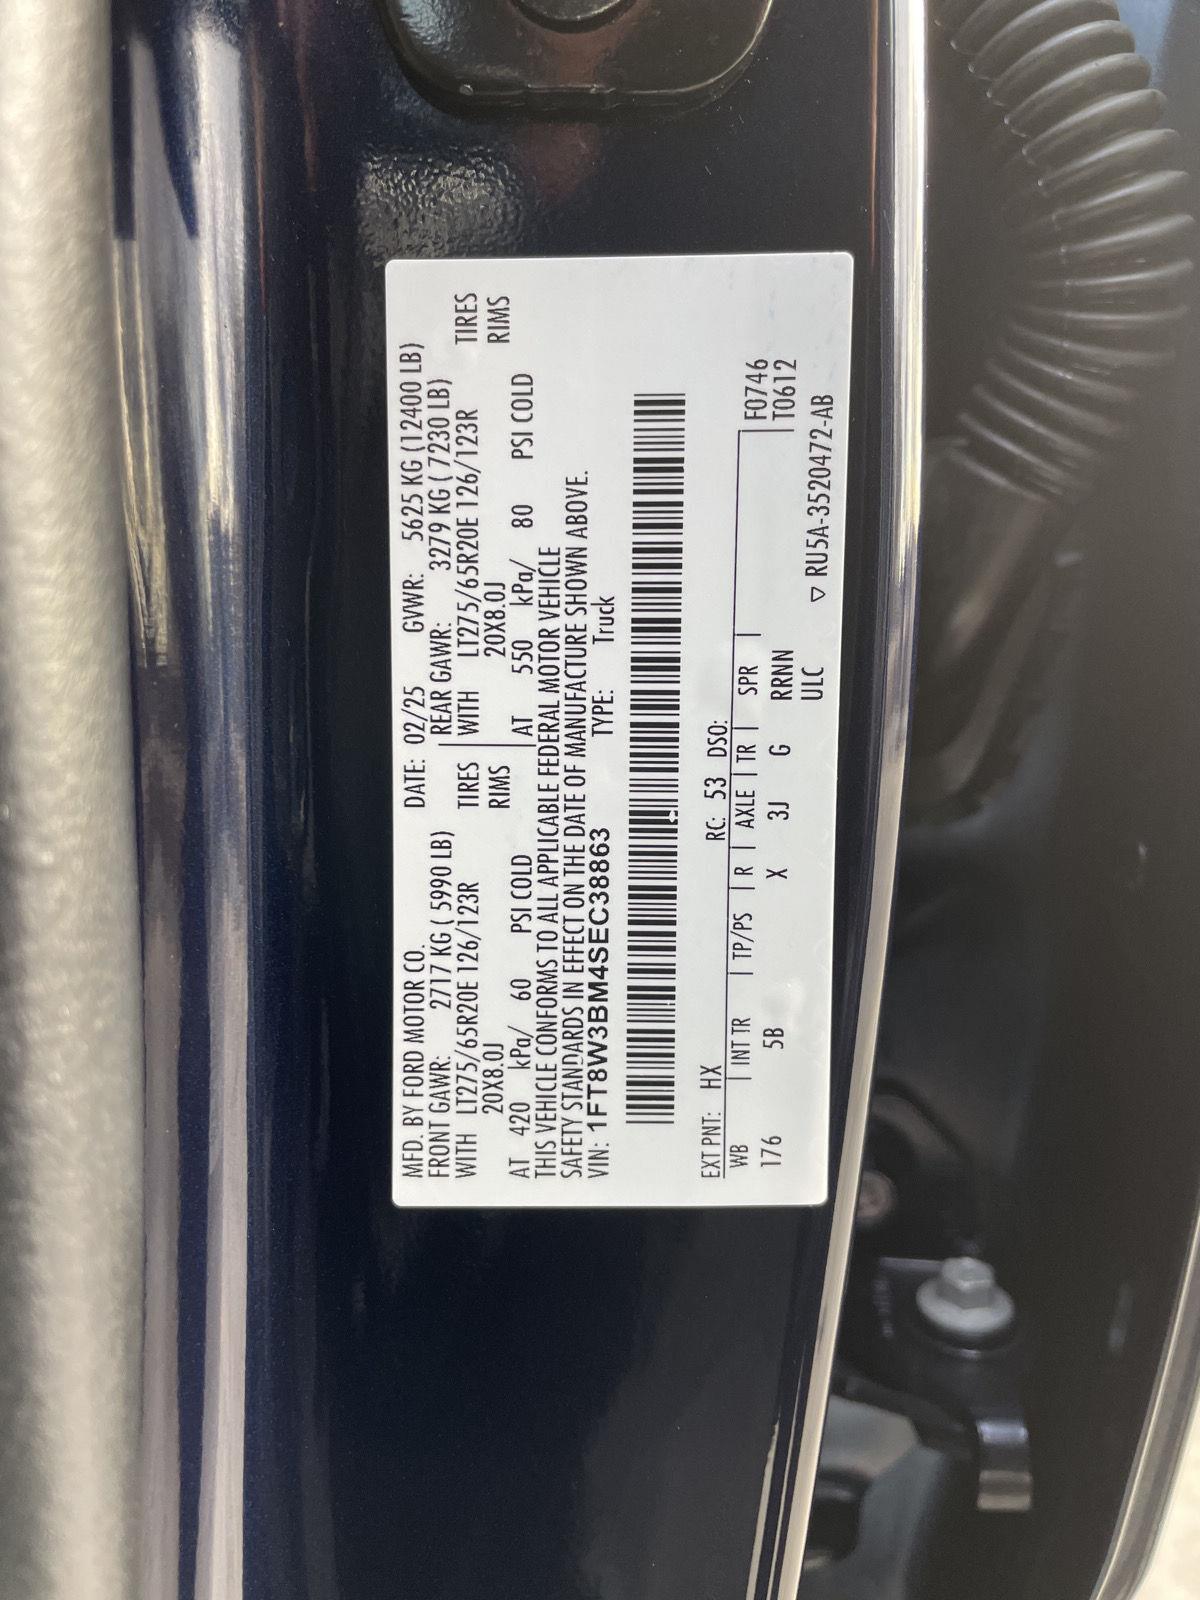 MFD. BY FORD MOTOR CO. DATE: 02/25 GVWR: 5625 KG (12400 LB)
FRONT GAWR: 2717 KG ( 5990 LB) REAR GAWR: 3279 KG ( 7230 LB)
WITH LT275/65R20E 126/123R TIRES WITH LT275/65R20E 126/123R TIRES
20X8.0J RIMS 20X8.0J RIMS
AT 420 kPa/ 60 PSI COLD AT 550 kPa/ 80 PSI COLD
THIS VEHICLE CONFORMS TO ALL APPLICABLE FEDERAL MOTOR VEHICLE
SAFETY STANDARDS IN EFFECT ON THE DATE OF MANUFACTURE SHOWN ABOVE.
VIN: 1FT8W3BM4SEC38863 TYPE: Truck
EXT PNT: HX RC: 53 DSO:
WB INT TR TP/PS R AXLE TR SPR F0746
176 5B X 3J G RRNN T0612
ULC ▽ RU5A-3520472-AB